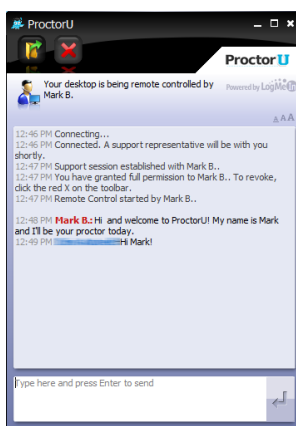 ProctorU
ProctorU
Your desktop is being remote controlled by
Mark B.
Powered by LogMeIn
AAA
12:46 PM Connecting...
12:46 PM Connected. A support representative will be with you
shortly.
12:47 PM Support session established with Mark B..
12:47 PM You have granted full permission to Mark B.. To revoke,
click the red X on the toolbar.
12:47 PM Remote Control started by Mark B..
12:48 PM Mark B.: Hi and welcome to ProctorU! My name is Mark
and I'll be your proctor today.
12:49 PM Hi Mark!
Type here and press Enter to send